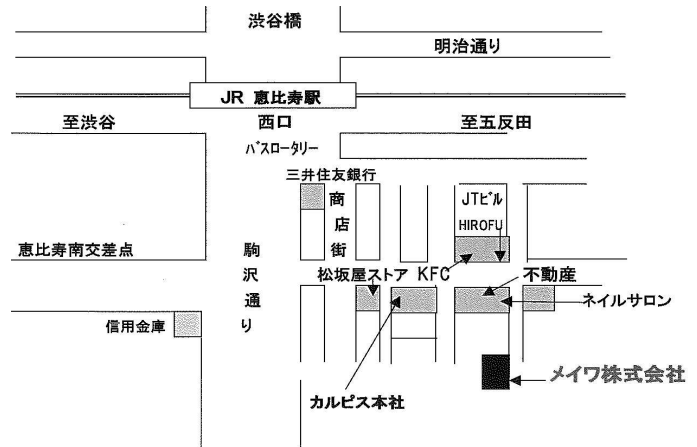 渋谷橋
明治通り
JR 恵比寿駅
至渋谷
西口
至五反田
バスロータリー
三井住友銀行
商店街
JTビル
HIROFU
恵比寿南交差点
駒沢通り
松坂屋ストア
KFC
不動産
ネイルサロン
信用金庫
メイワ株式会社
カルピス本社